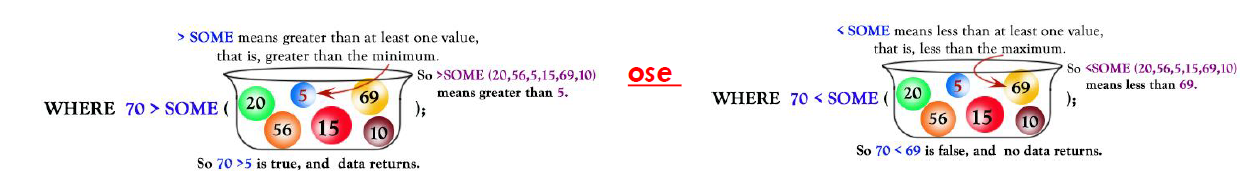 > SOME means greater than at least one value,
that is, greater than the minimum.
So >SOME (20,56,5,15,69,10)
means greater than 5.
WHERE 70 > SOME ( 20 5 69 );
56 15 10
So 70 >5 is true, and data returns.
ose
< SOME means less than at least one value,
that is, less than the maximum.
So <SOME (20,56,5,15,69,10)
means less than 69.
WHERE 70 < SOME ( 20 5 69 );
56 15 10
So 70 < 69 is false, and no data returns.